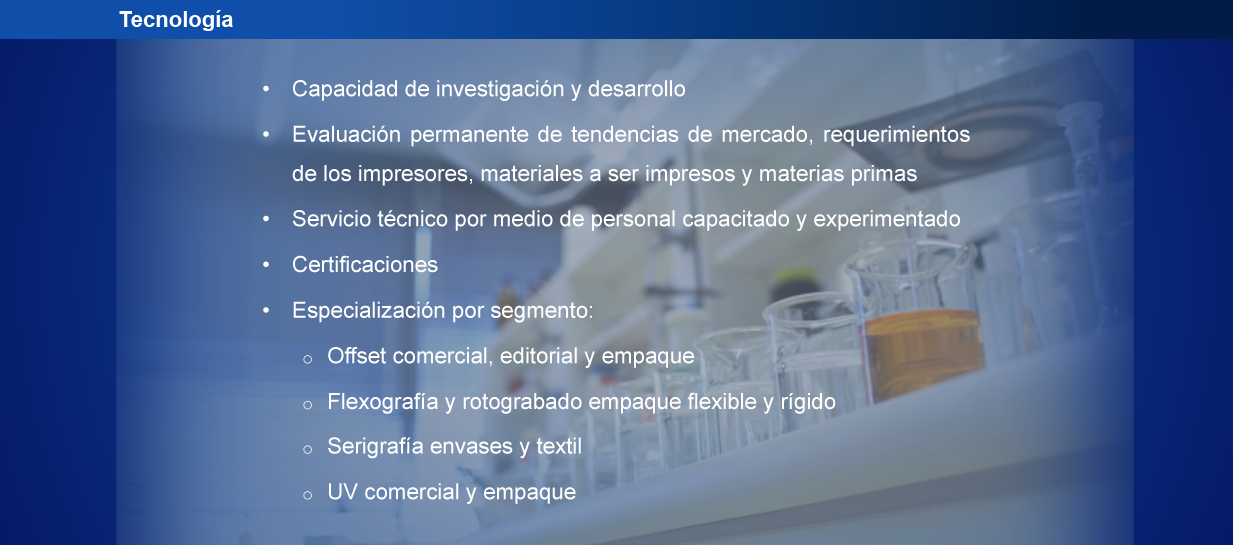 Tecnología
• Capacidad de investigación y desarrollo
• Evaluación permanente de tendencias de mercado, requerimientos
de los impresores, materiales a ser impresos y materias primas
• Servicio técnico por medio de personal capacitado y experimentado
• Certificaciones
• Especialización por segmento:
o Offset comercial, editorial y empaque
o Flexografía y rotograbado empaque flexible y rígido
o Serigrafía envases y textil
o UV comercial y empaque